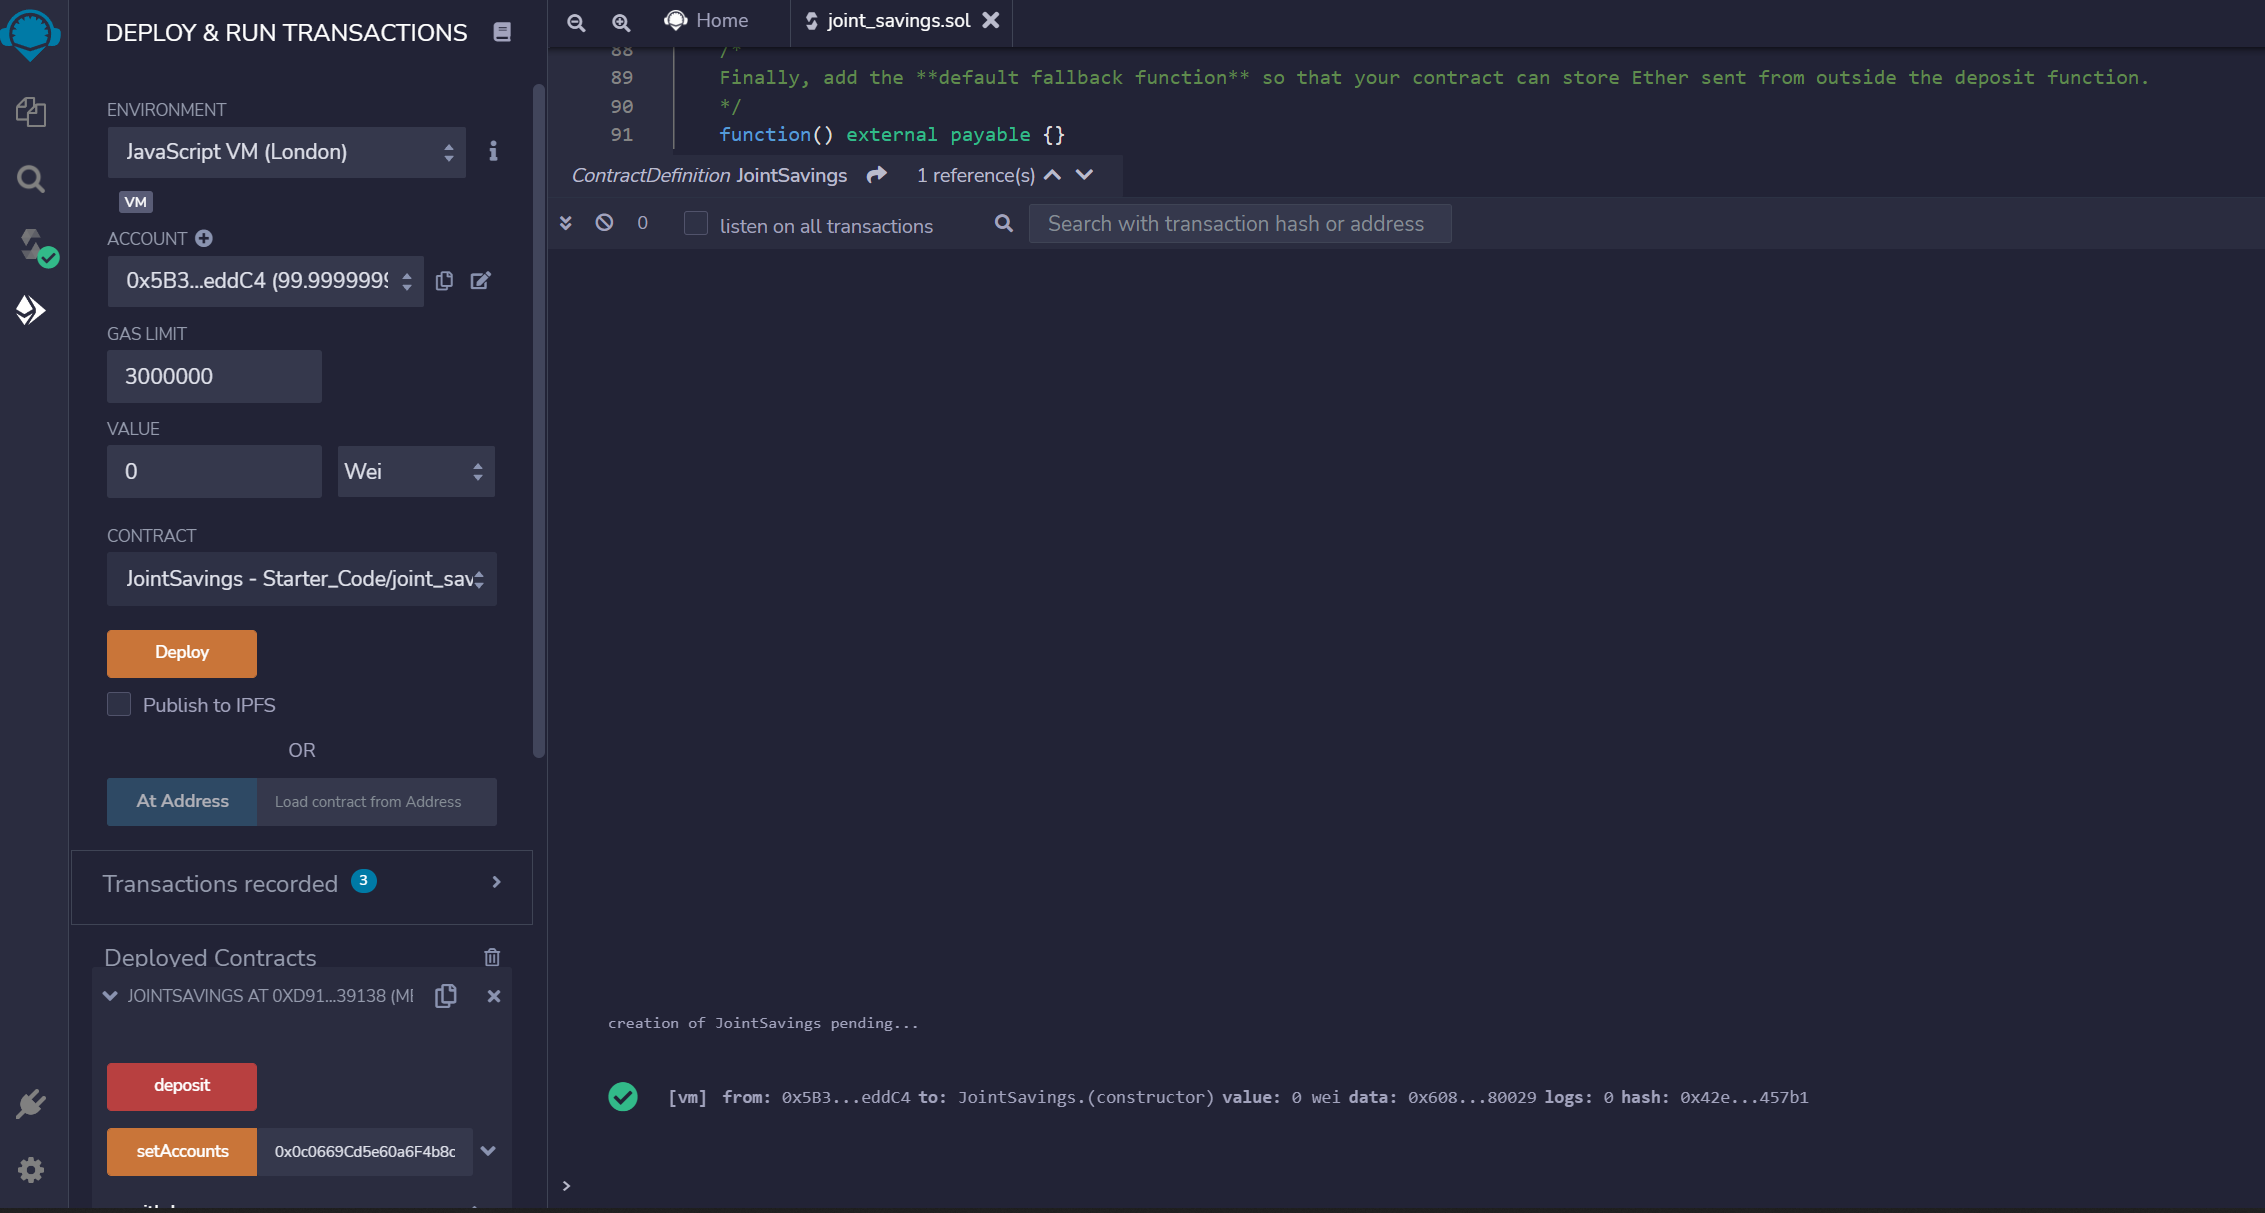 DEPLOY & RUN TRANSACTIONS
ENVIRONMENT
JavaScript VM (London)
VM
ACCOUNT
0x5B3...eddC4 (99.9999999
GAS LIMIT
3000000
VALUE
0
Wei
CONTRACT
JointSavings - Starter_Code/joint_sav
Deploy
Publish to IPFS
OR
At Address
Load contract from Address
Transactions recorded 3
Deployed Contracts
JOINTSAVINGS AT 0XD91...39138 (ME
deposit
setAccounts
0x0c0669Cd5e60a6F4b8c
Home
joint_savings.sol
88 /*
89 Finally, add the **default fallback function** so that your contract can store Ether sent from outside the deposit function.
90 */
91 function() external payable {}
ContractDefinition JointSavings 1 reference(s)
0
listen on all transactions
Search with transaction hash or address
creation of JointSavings pending...
[vm] from: 0x5B3...eddC4 to: JointSavings.(constructor) value: 0 wei data: 0x608...80029 logs: 0 hash: 0x42e...457b1
>